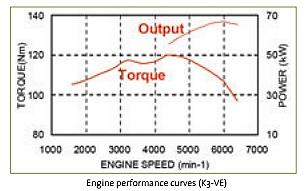 140
120
100
80
TORQUE(Nm)
Output
Torque
70
50
30
10
POWER (kW)
1000 2000 3000 4000 5000 6000 7000
ENGINE SPEED (min-1)
Engine performance curves (K3-VE)